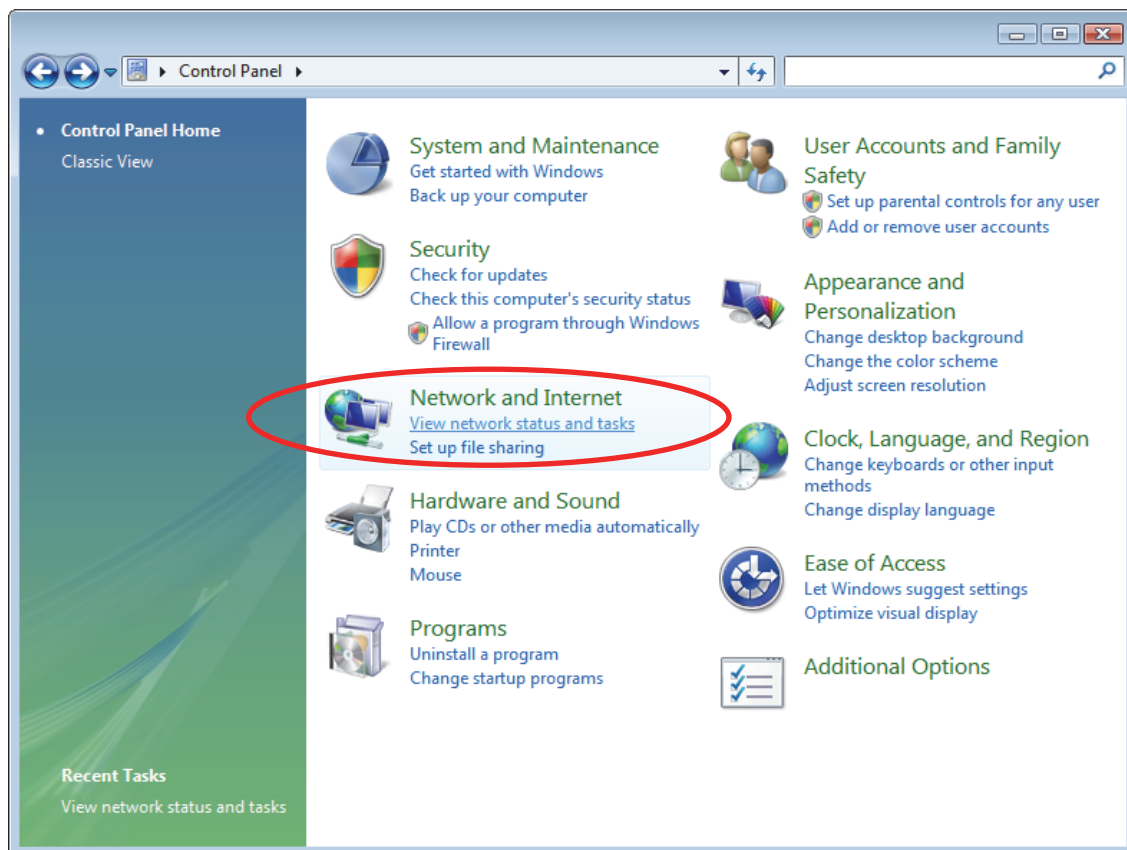 Control Panel
Control Panel Home
Classic View
Recent Tasks
View network status and tasks
System and Maintenance
Get started with Windows
Back up your computer
Security
Check for updates
Check this computer's security status
Allow a program through Windows
Firewall
Network and Internet
View network status and tasks
Set up file sharing
Hardware and Sound
Play CDs or other media automatically
Printer
Mouse
Programs
Uninstall a program
Change startup programs
User Accounts and Family
Safety
Set up parental controls for any user
Add or remove user accounts
Appearance and
Personalization
Change desktop background
Change the color scheme
Adjust screen resolution
Clock, Language, and Region
Change keyboards or other input
methods
Change display language
Ease of Access
Let Windows suggest settings
Optimize visual display
Additional Options